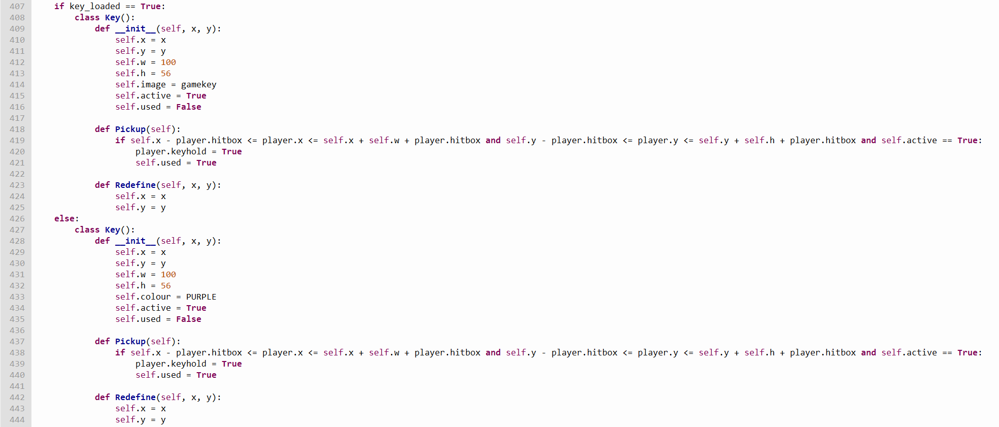 407     if key_loaded == True:
408         class Key():
409             def __init__(self, x, y):
410                 self.x = x
411                 self.y = y
412                 self.w = 100
413                 self.h = 56
414                 self.image = gamekey
415                 self.active = True
416                 self.used = False
417
418             def Pickup(self):
419                 if self.x - player.hitbox <= player.x <= self.x + self.w + player.hitbox and self.y - player.hitbox <= player.y <= self.y + self.h + player.hitbox and self.active == True:
420                     player.keyhold = True
421                     self.used = True
422
423             def Redefine(self, x, y):
424                 self.x = x
425                 self.y = y
426     else:
427         class Key():
428             def __init__(self, x, y):
429                 self.x = x
430                 self.y = y
431                 self.w = 100
432                 self.h = 56
433                 self.colour = PURPLE
434                 self.active = True
435                 self.used = False
436
437             def Pickup(self):
438                 if self.x - player.hitbox <= player.x <= self.x + self.w + player.hitbox and self.y - player.hitbox <= player.y <= self.y + self.h + player.hitbox and self.active == True:
439                     player.keyhold = True
440                     self.used = True
441
442             def Redefine(self, x, y):
443                 self.x = x
444                 self.y = y